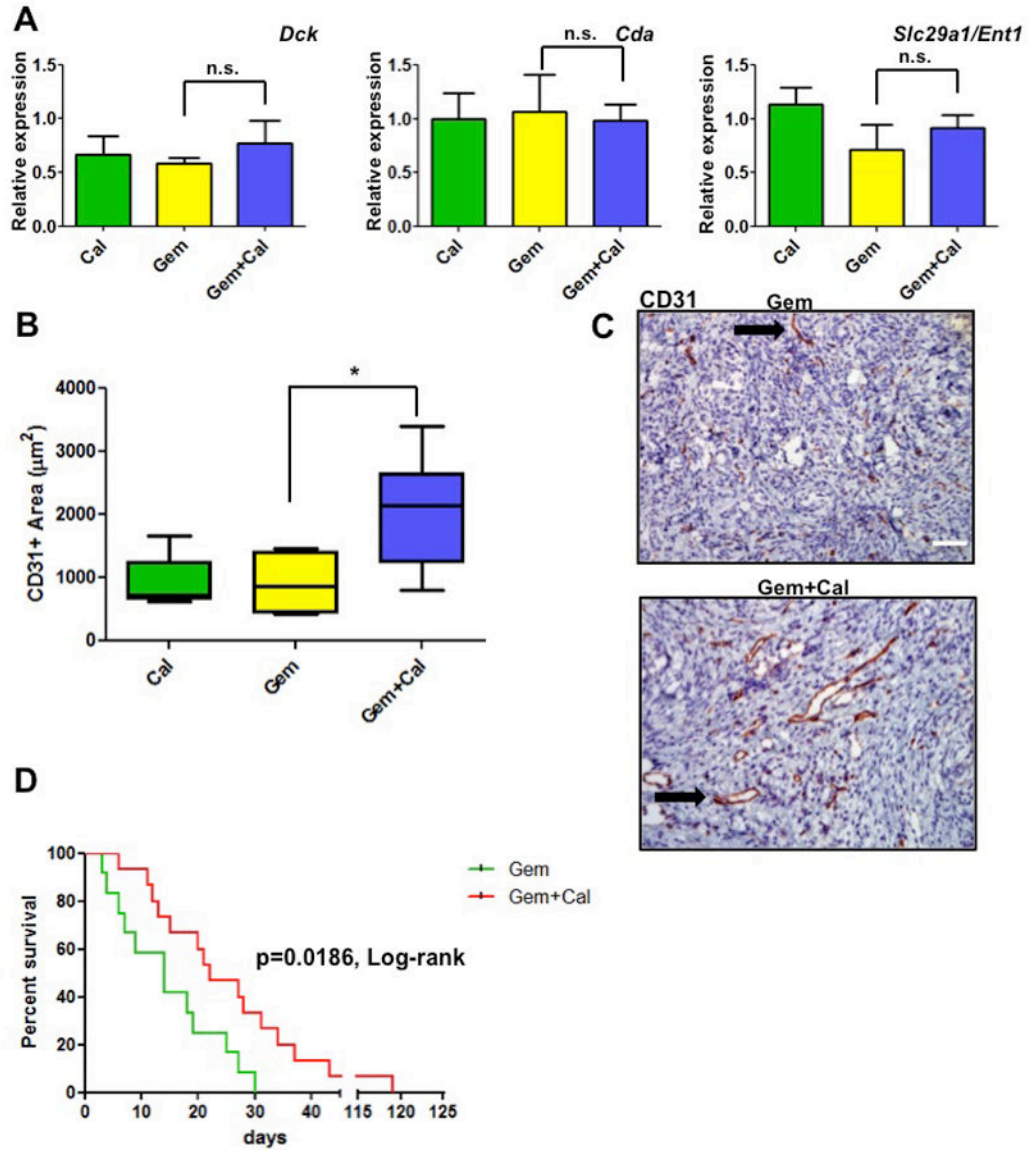 A
Dck
Cda
Slc29a1/Ent1
n.s.
n.s.
n.s.
Relative expression
1.5
1.0
0.5
0.0
Cal
Gem
Gem+Cal
Relative expression
1.5
1.0
0.5
0.0
Cal
Gem
Gem+Cal
Relative expression
1.5
1.0
0.5
0.0
Cal
Gem
Gem+Cal
B
CD31+ Area (μm²)
4000
3000
2000
1000
0
*
Cal
Gem
Gem+Cal
C
CD31 Gem
Gem+Cal
D
Percent survival
100
80
60
40
20
0
0 10 20 30 40 115 120 125
days
Gem
Gem+Cal
p=0.0186, Log-rank